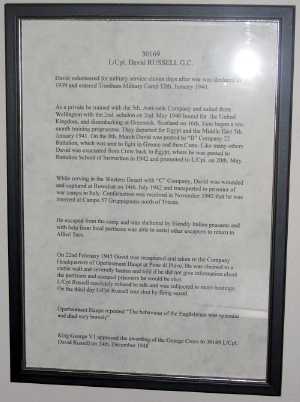 30169
L/Cpl. David RUSSELL G.C.
David volunteered for military service eleven days after war was declared in
1939 and entered Trentham Military Camp 12th. January 1940.
As a private he trained with the 5th. Anti-tank Company and sailed from
Wellington with the 2nd. echelon on 2nd. May 1940 bound for the United
Kingdom, and disembarking at Greenock, Scotland on 16th. June began a six
month training programme. They departed for Egypt and the Middle East 5th.
January 1941. On the 8th. March David was posted to "B" Company 22
Battalion, which was sent to fight in Greece and then Crete. Like many others
David was evacuated from Crete back to Egypt, where he was posted to
Battalion School of Instruction in 1942 and promoted to L/Cpl. on 20th. May.
While serving in the Western Desert with "C" Company, David was wounded
and captured at Ruweisat on 14th. July 1942 and transported to prisoner of
war camps in Italy. Confirmation was received in November 1942 that he was
interned at Campo 57 Gruppignano north of Trieste.
He escaped from the camp and was sheltered by friendly Italian peasants and
with help from local partisans was able to assist other escapees to return to
Allied lines.
On 22nd February 1945 David was recaptured and taken to the Company
Headquarters of Oberleutnant Haupt at Ponte di Piave. He was chained to a
stable wall and severely beaten and told if he did not give information about
the partisans and escaped prisoners he would be shot.
L/Cpl Russell resolutely refused to talk and was subjected to more beatings.
On the third day L/Cpl Russell was shot by firing squad.
Oberleutnant Haupt reported "The behaviour of the Englishman was splendid
and died very bravely".
King George V1 approved the awarding of the George Cross to 30169 L/Cpl.
David Russell on 24th. December 1948